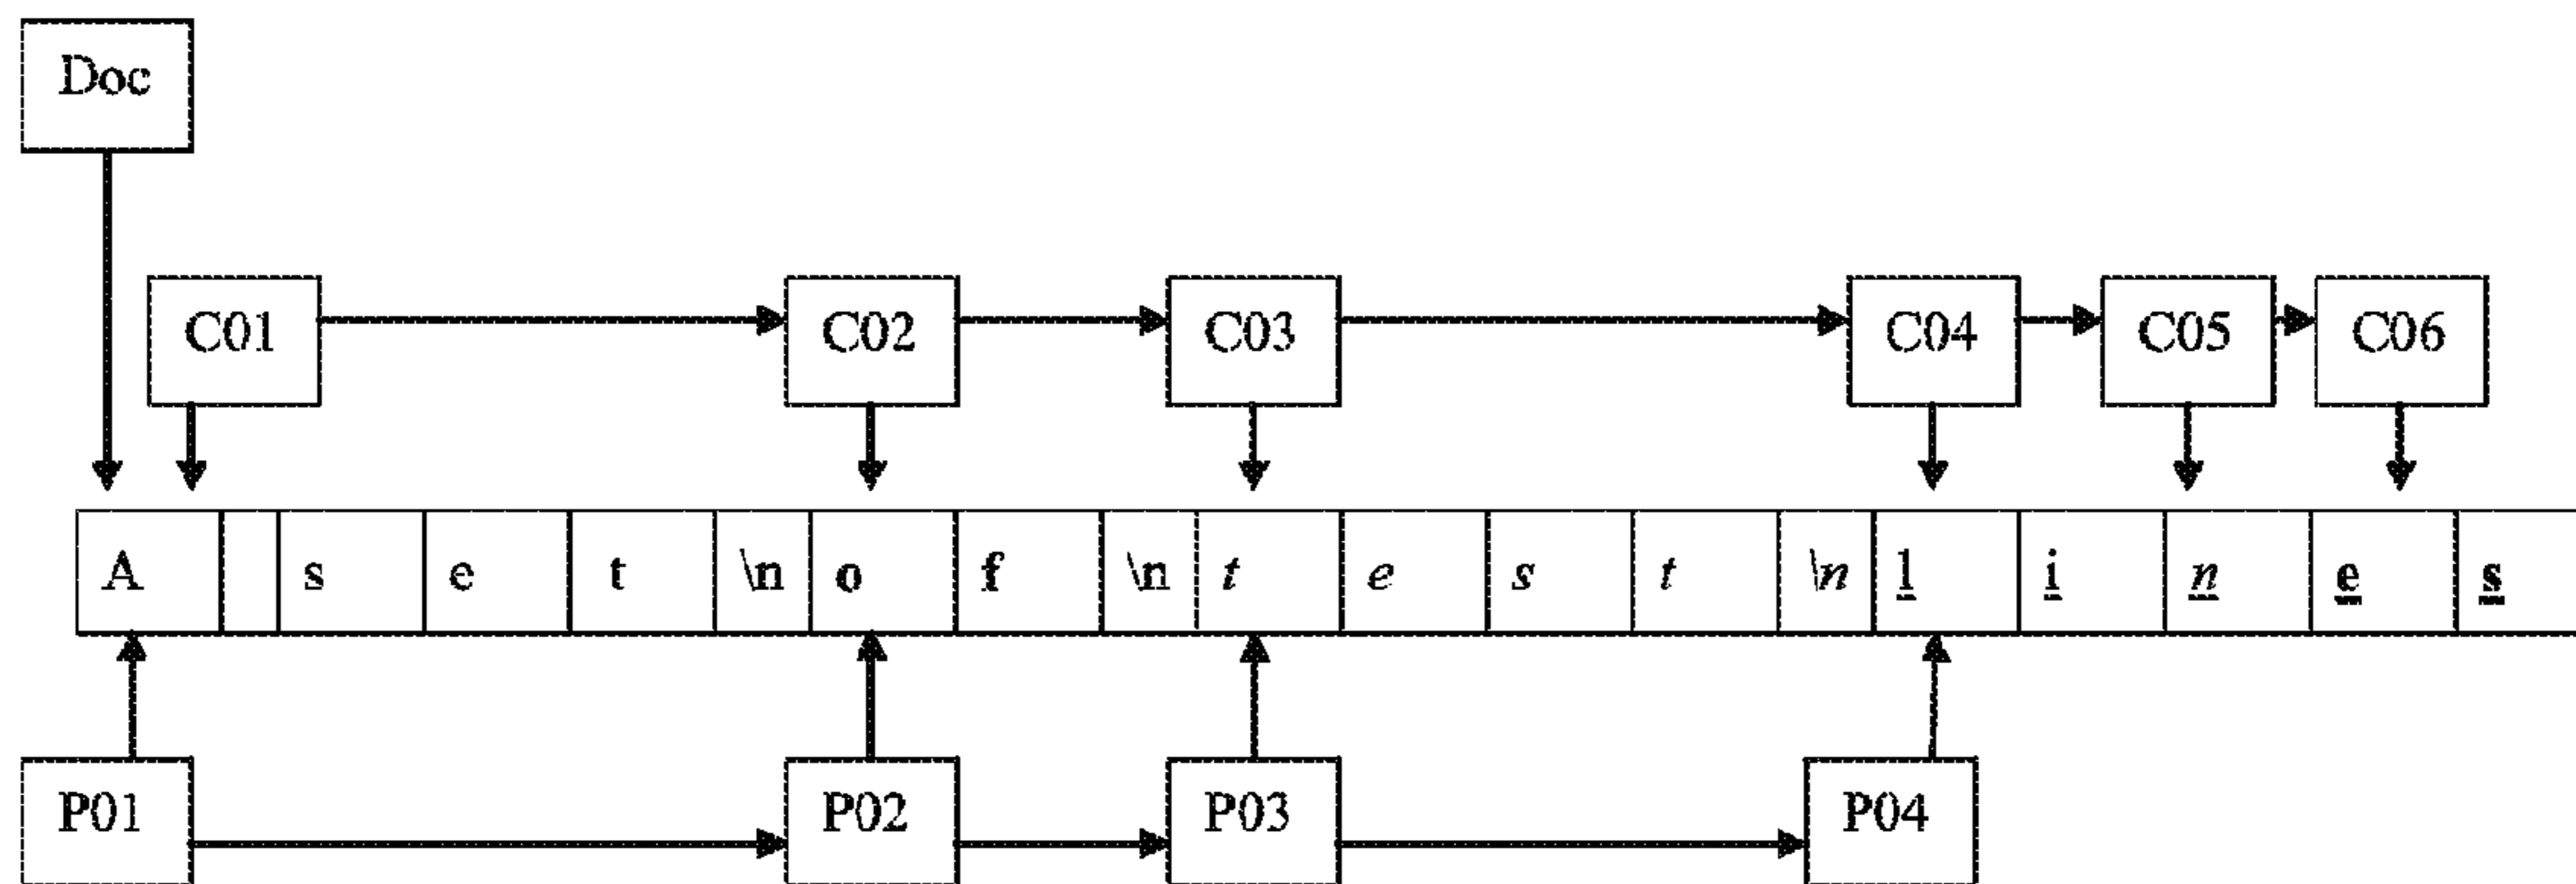 Doc
C01 C02 C03 C04 C05 C06
A s e t \n o f \n t e s t \n l i n e s
P01 P02 P03 P04